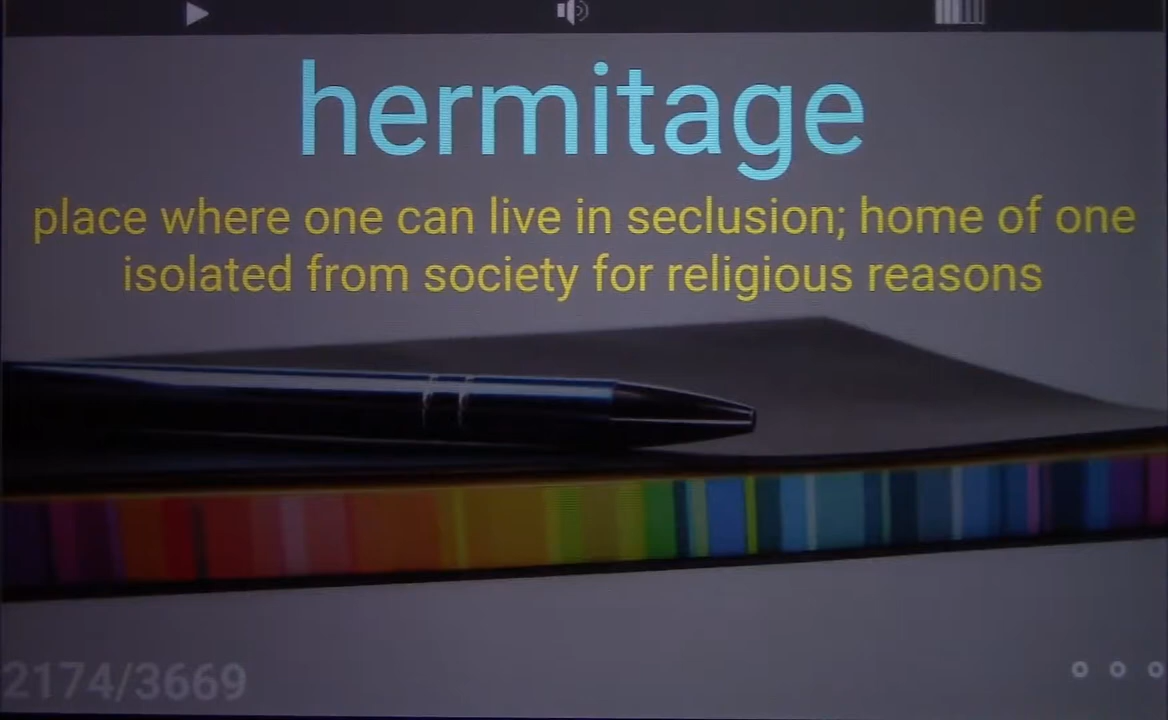 hermitage
place where one can live in seclusion; home of one
isolated from society for religious reasons
2174/3669